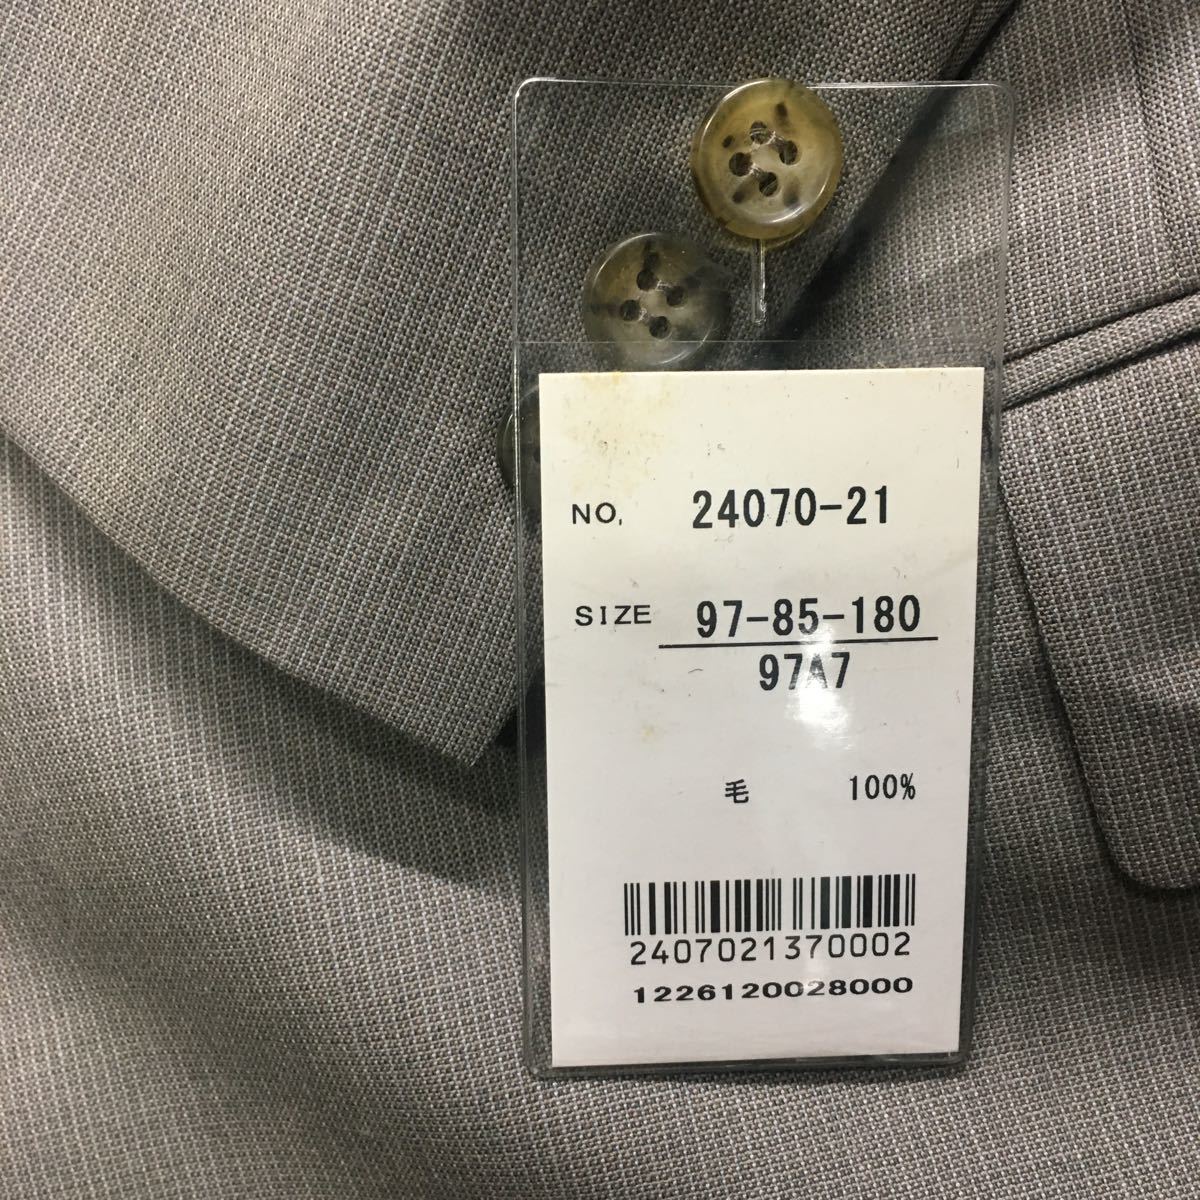 NO. 24070-21
SIZE 97-85-180
97A7
毛 100%
2407021370002
1226120028000